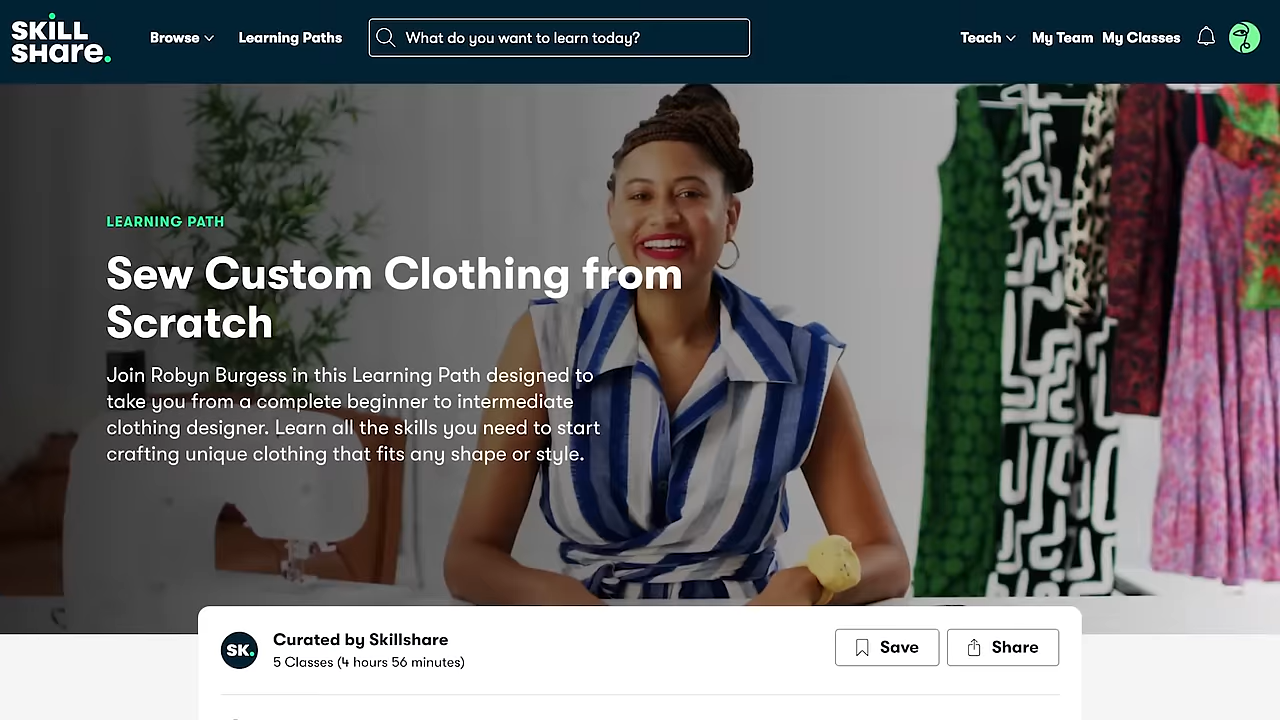 SKILL
SHARE.
Browse
Learning Paths
What do you want to learn today?
Teach
My Team
My Classes
LEARNING PATH
Sew Custom Clothing from
Scratch
Join Robyn Burgess in this Learning Path designed to
take you from a complete beginner to intermediate
clothing designer. Learn all the skills you need to start
crafting unique clothing that fits any shape or style.
SK.
Curated by Skillshare
5 Classes (4 hours 56 minutes)
Save
Share